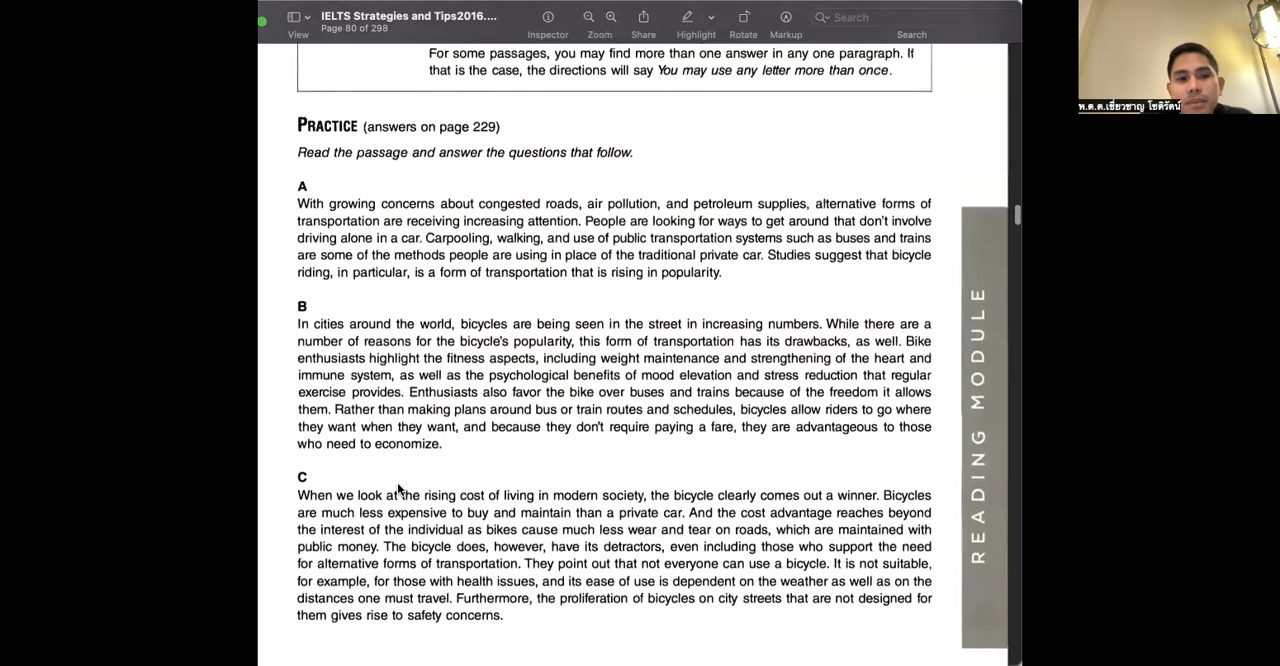 IELTS Strategies and Tips2016....
Page 80 of 298
View
Inspector
Zoom
Share
Highlight
Rotate
Markup
Search
Search
พ.ต.ต.เชี่ยวชาญ โชติรัตน์
For some passages, you may find more than one answer in any one paragraph. If
that is the case, the directions will say You may use any letter more than once.
PRACTICE (answers on page 229)
Read the passage and answer the questions that follow.
A
With growing concerns about congested roads, air pollution, and petroleum supplies, alternative forms of
transportation are receiving increasing attention. People are looking for ways to get around that don't involve
driving alone in a car. Carpooling, walking, and use of public transportation systems such as buses and trains
are some of the methods people are using in place of the traditional private car. Studies suggest that bicycle
riding, in particular, is a form of transportation that is rising in popularity.
B
In cities around the world, bicycles are being seen in the street in increasing numbers. While there are a
number of reasons for the bicycle's popularity, this form of transportation has its drawbacks, as well. Bike
enthusiasts highlight the fitness aspects, including weight maintenance and strengthening of the heart and
immune system, as well as the psychological benefits of mood elevation and stress reduction that regular
exercise provides. Enthusiasts also favor the bike over buses and trains because of the freedom it allows
them. Rather than making plans around bus or train routes and schedules, bicycles allow riders to go where
they want when they want, and because they don't require paying a fare, they are advantageous to those
who need to economize.
C
When we look at the rising cost of living in modern society, the bicycle clearly comes out a winner. Bicycles
are much less expensive to buy and maintain than a private car. And the cost advantage reaches beyond
the interest of the individual as bikes cause much less wear and tear on roads, which are maintained with
public money. The bicycle does, however, have its detractors, even including those who support the need
for alternative forms of transportation. They point out that not everyone can use a bicycle. It is not suitable,
for example, for those with health issues, and its ease of use is dependent on the weather as well as on the
distances one must travel. Furthermore, the proliferation of bicycles on city streets that are not designed for
them gives rise to safety concerns.
READING MODULE